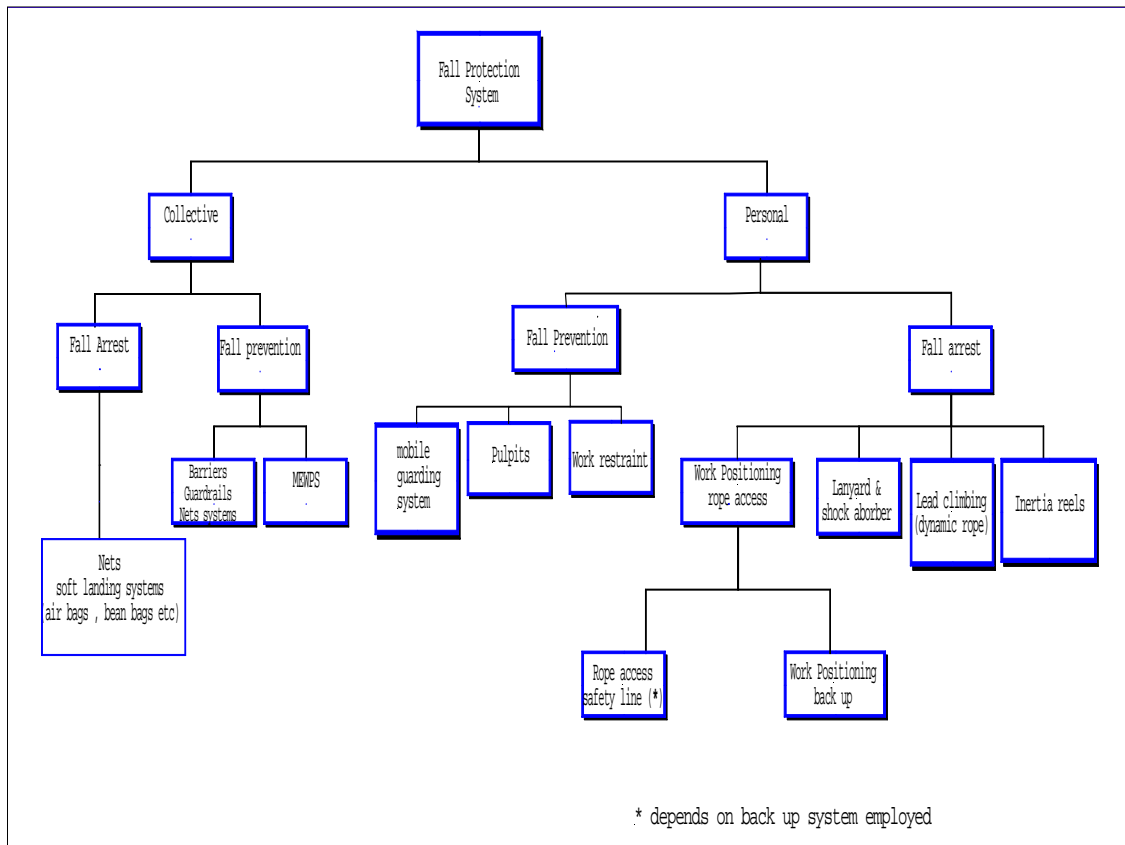 Fall Protection
System
Collective
Personal
Fall Arrest
Fall prevention
Fall Prevention
Fall arrest
Barriers
Guardrails
Nets systems
MEWPS
mobile
guarding
system
Pulpits
Work restraint
Work Positioning
rope access
Lanyard &
shock aborber
Lead climbing
(dynamic rope)
Inertia reels
Nets
soft landing systems
(air bags , bean bags etc)
Rope access
safety line (*)
Work Positioning
back up
* depends on back up system employed